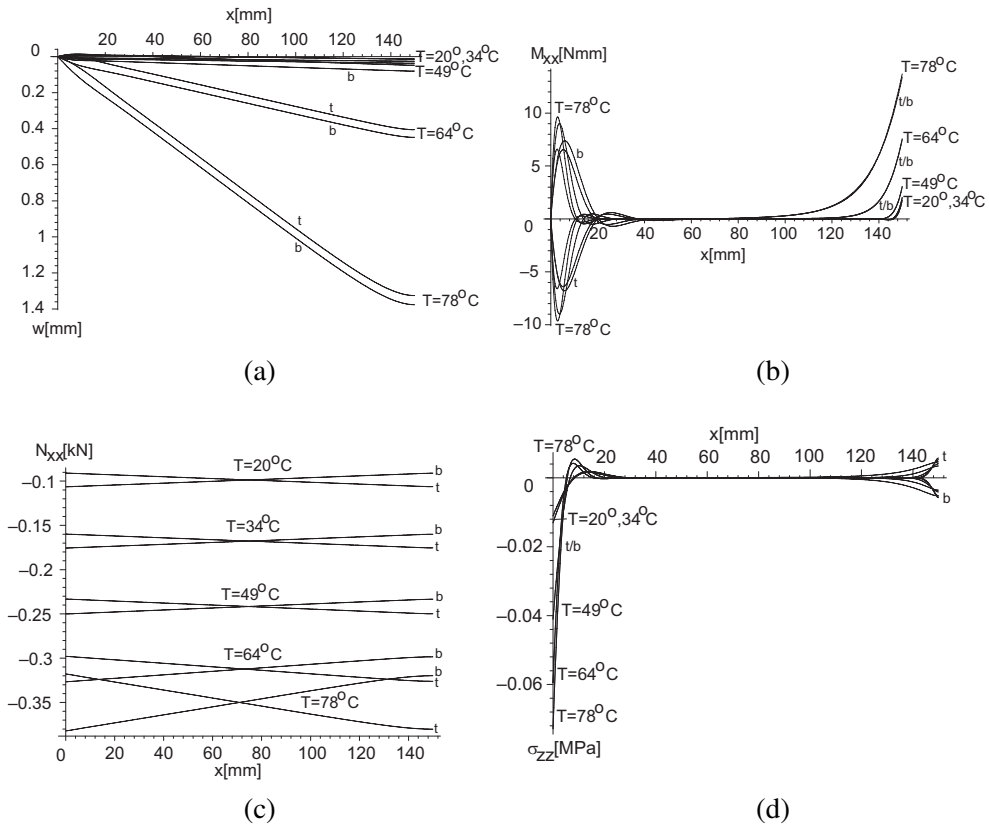 x[mm]
20 40 60 80 100 120 140
0
0.2
0.4
0.6
0.8
1
1.2
1.4
w[mm]
T=20°,34°C
T=49°C
b
t
T=64°C
b
t
b
T=78°C
(a)
Mxx[Nmm]
T=78°C
10
T=78°C
t/b
T=64°C
b
5
t/b
T=49°C
t/b
T=20°,34°C
0
20 40 60 80 100 120 140
x[mm]
−5
t
−10
T=78°C
(b)
Nxx[kN]
T=20°C
b
−0.1
t
T=34°C
b
−0.15
t
−0.2
T=49°C
b
−0.25
t
T=64°C
b
−0.3
b
t
T=78°C
−0.35
t
0 20 40 60 80 100 120 140
x[mm]
(c)
x[mm]
T=78°C
20 40 60 80 100 120 140
t
0
b
T=20°,34°C
−0.02
t/b
−0.04
T=49°C
−0.06
T=64°C
T=78°C
σzz[MPa]
(d)